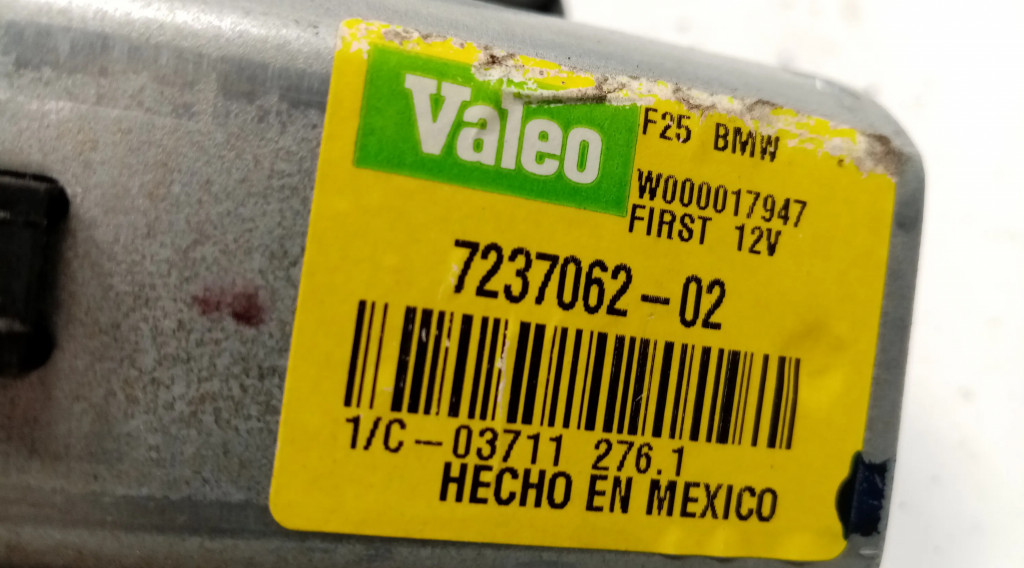 Valeo
F25 BMW
W000017947
FIRST 12V
7237062-02
1/C-03711 276.1
HECHO EN MEXICO